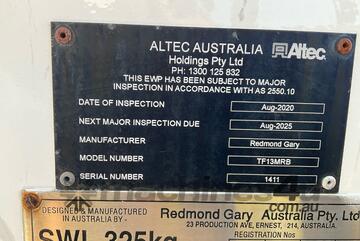 ALTEC AUSTRALIA
Altec
Holdings Pty Ltd
PH: 1300 125 832
THIS EWP HAS BEEN SUBJECT TO MAJOR
INSPECTION IN ACCORDANCE WITH AS 2550.10
DATE OF INSPECTION Aug-2020
NEXT MAJOR INSPECTION DUE Aug-2025
MANUFACTURER Redmond Gary
MODEL NUMBER TF13MRB
SERIAL NUMBER 1411
DESIGNED & MANUFACTURED
IN AUSTRALIA BY -
Redmond Gary Australia Pty. Ltd
23 PRODUCTION AVE, ERNEST, 214, AUSTRALIA.
SWL 325kg
REGISTRATION Nos